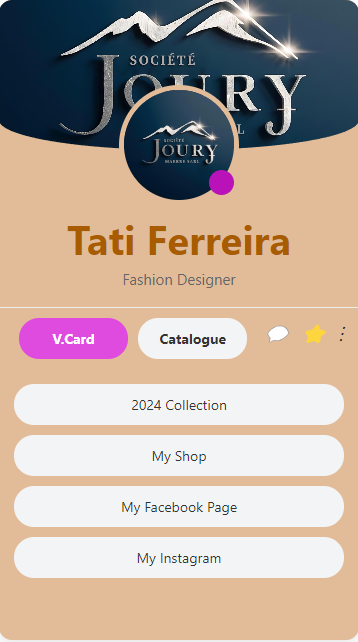 SOCIÉTÉ
JOURY
SOCIÉTÉ
JOURY
MARBRE SARL
Tati Ferreira
Fashion Designer
V.Card
Catalogue
2024 Collection
My Shop
My Facebook Page
My Instagram